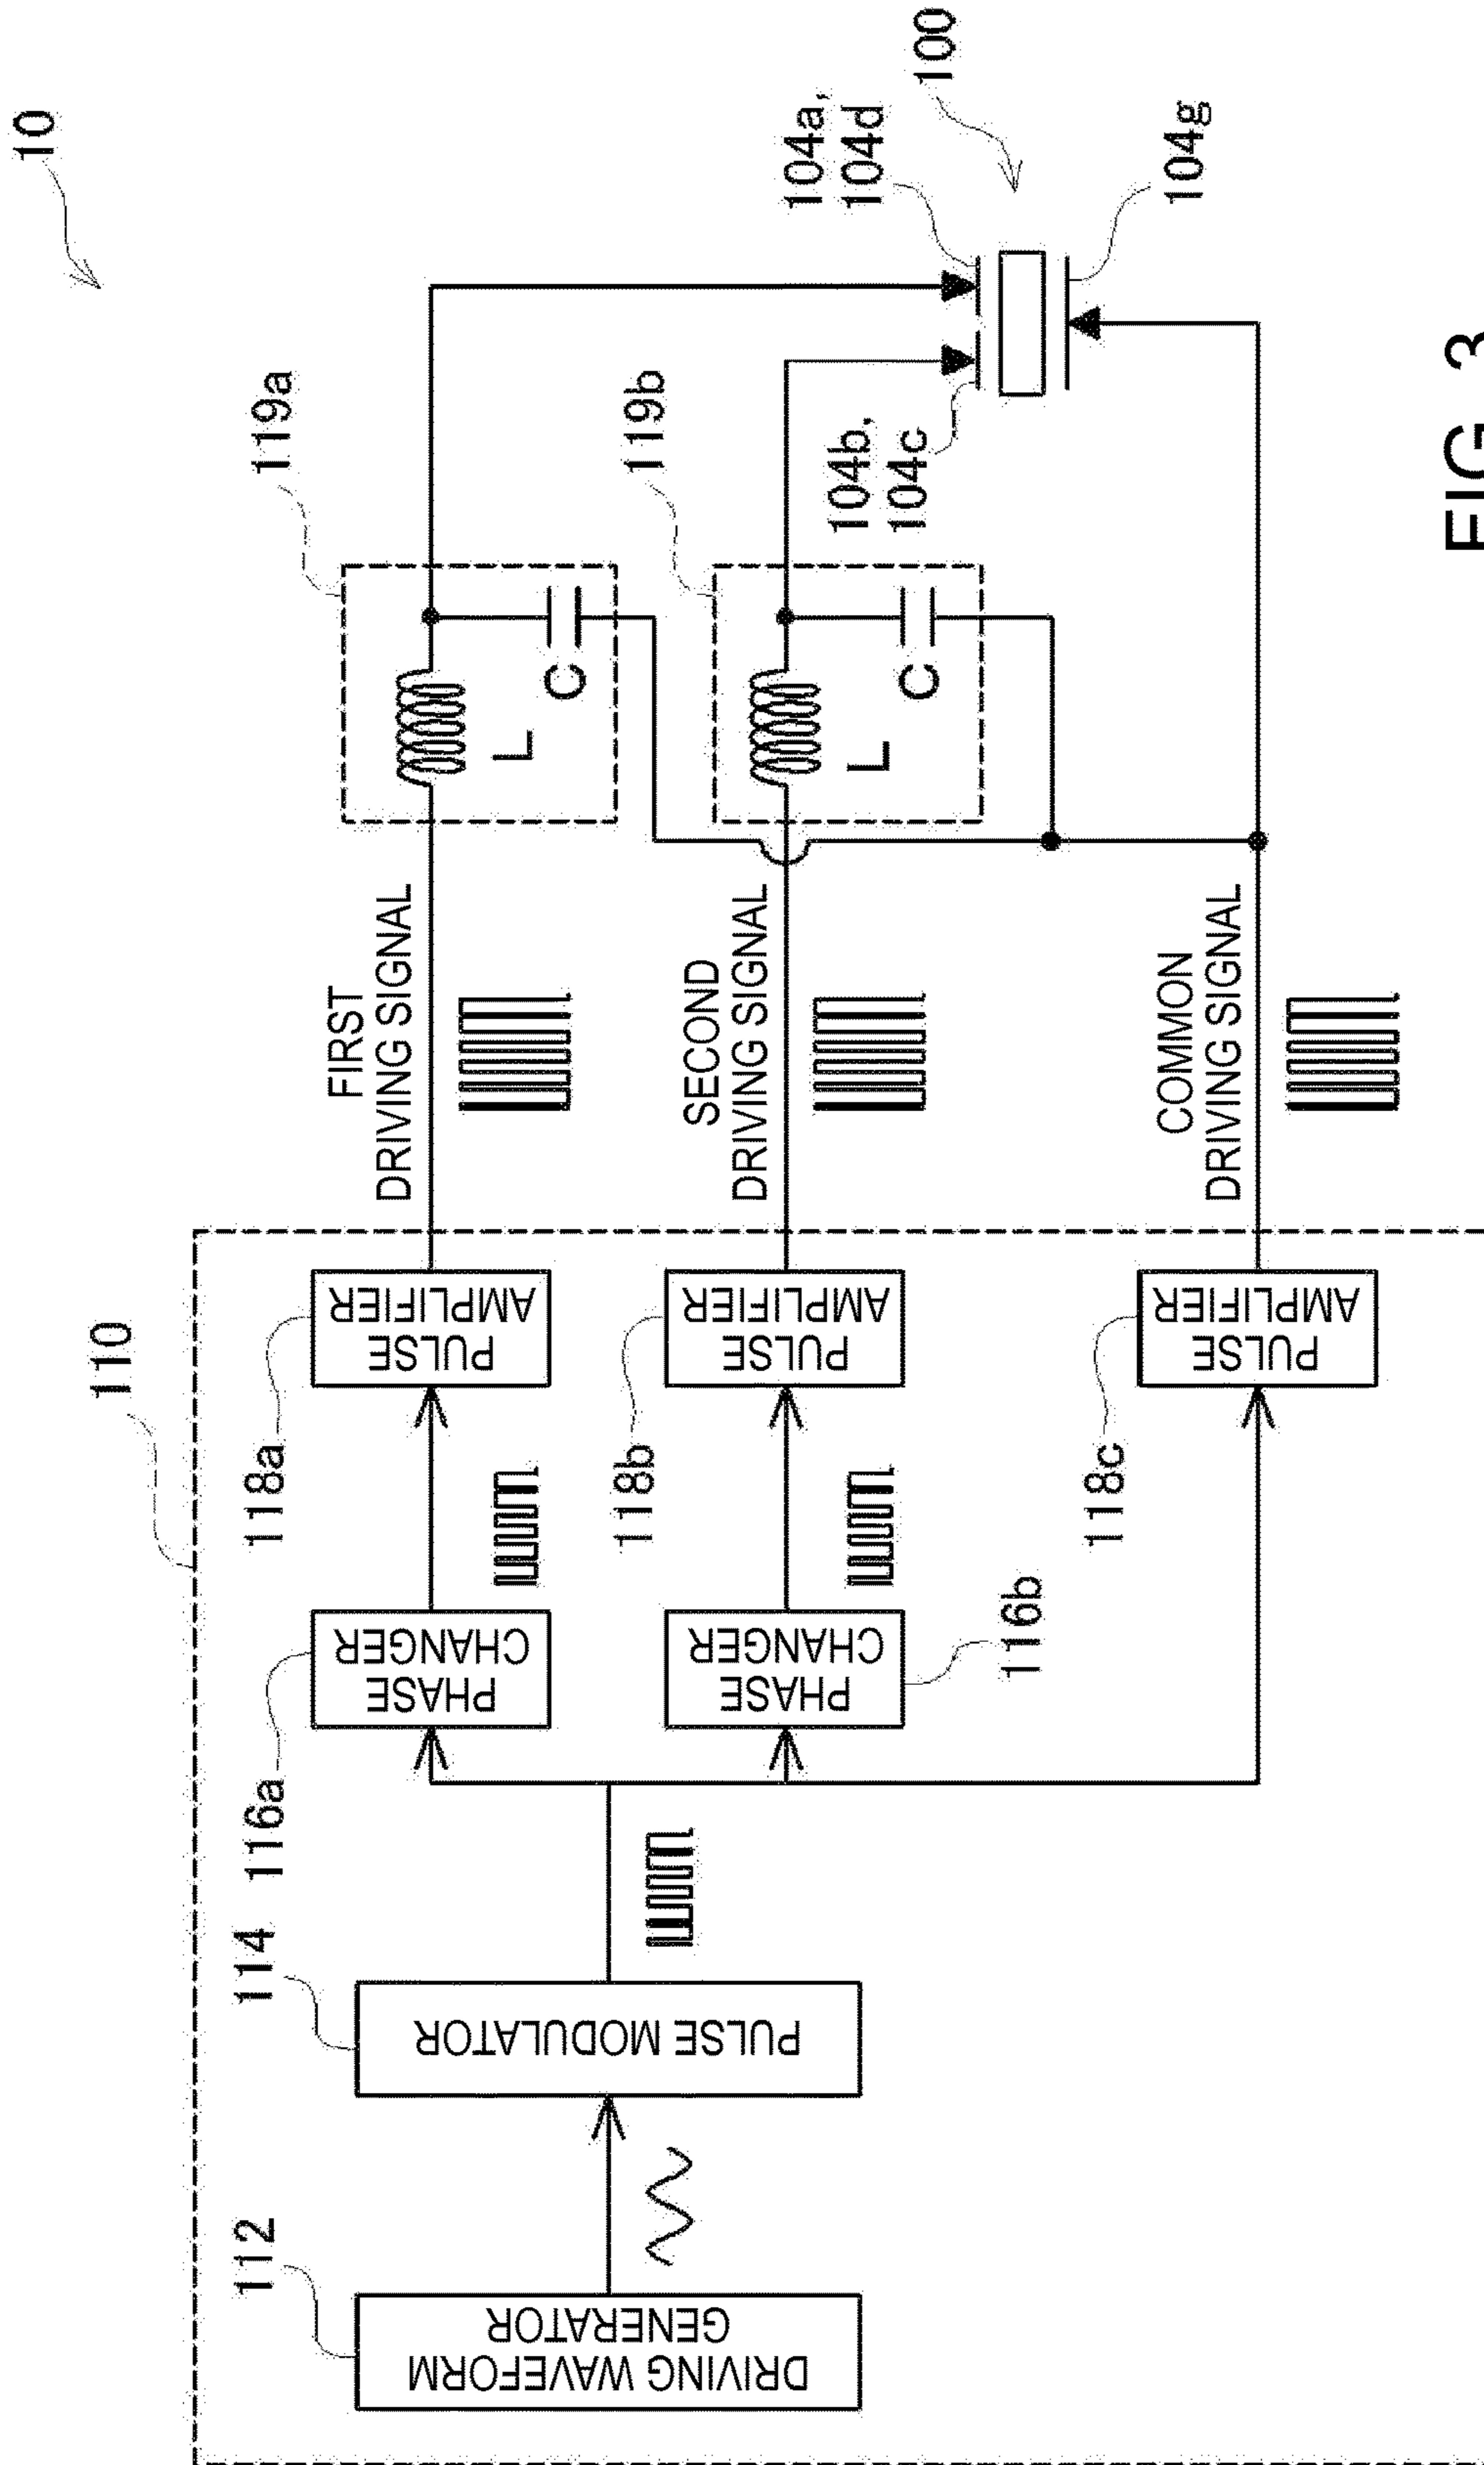 10
110
112
DRIVING WAVEFORM
GENERATOR
114
PULSE MODULATOR
116a
PHASE
CHANGER
118a
PULSE
AMPLIFIER
FIRST
DRIVING SIGNAL
119a
L
C
116b
PHASE
CHANGER
118b
PULSE
AMPLIFIER
SECOND
DRIVING SIGNAL
119b
L
C
118c
PULSE
AMPLIFIER
COMMON
DRIVING SIGNAL
104a,
104d
104b,
104c
100
104g
FIG. 3